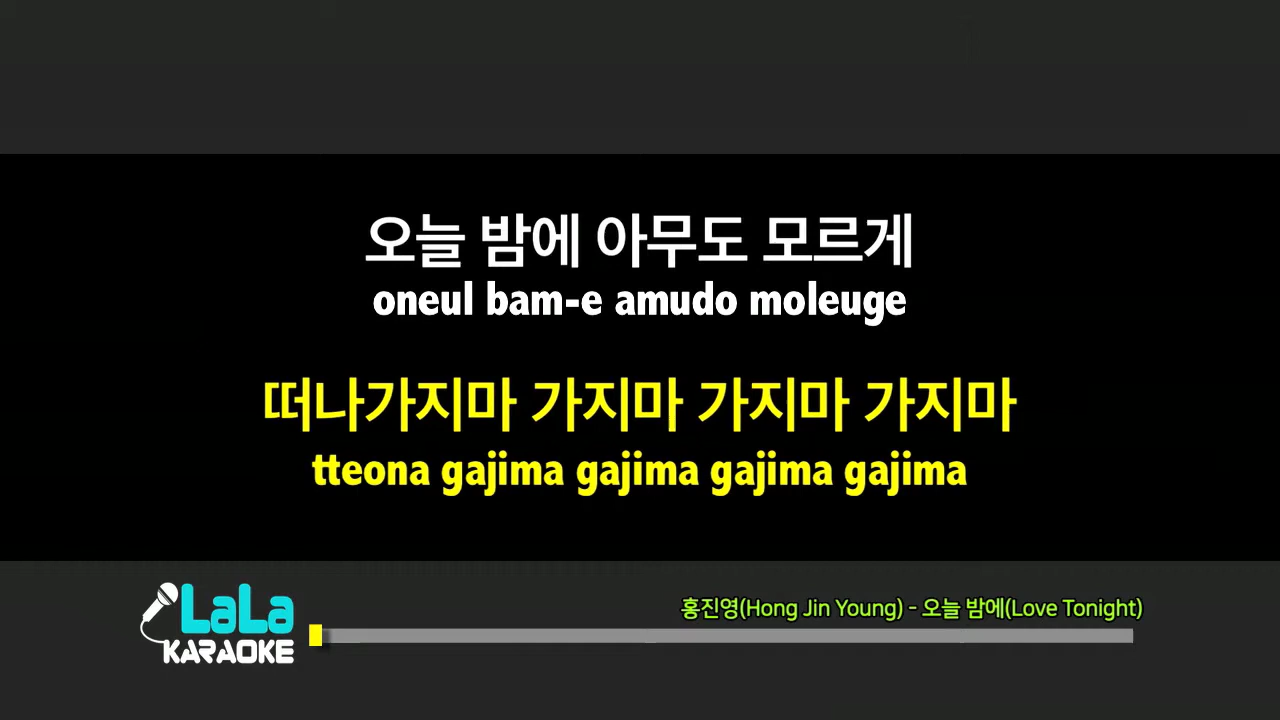 오늘 밤에 아무도 모르게
oneul bam-e amudo moleuge
떠나가지마 가지마 가지마 가지마
tteona gajima gajima gajima gajima
홍진영(Hong Jin Young) - 오늘 밤에(Love Tonight)
LaLa
KARAOKE